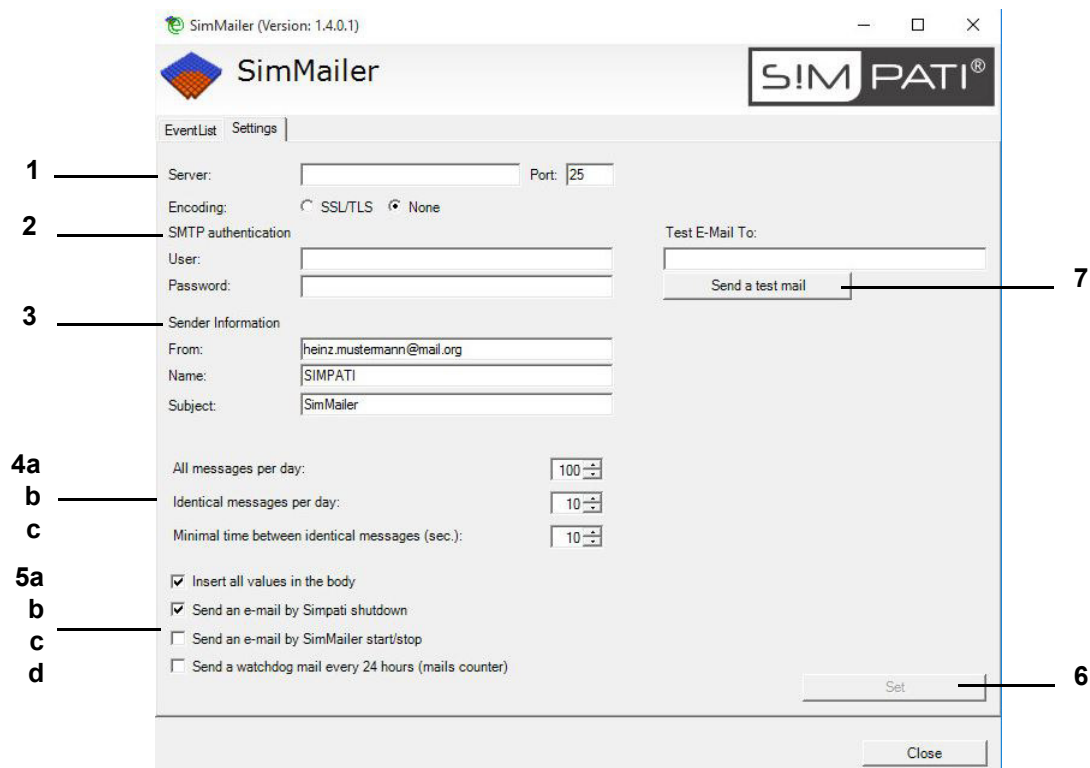 SimMailer (Version: 1.4.0.1)
SimMailer
S!MPATI®
EventList Settings
1
Server: Port: 25
Encoding: SSL/TLS None
2
SMTP authentication Test E-Mail To:
User:
Password: Send a test mail
7
3
Sender Information
From: heinz.mustermann@mail.org
Name: SIMPATI
Subject: SimMailer
4a
All messages per day: 100
b
Identical messages per day: 10
c
Minimal time between identical messages (sec.): 10
5a
Insert all values in the body
b
Send an e-mail by Simpati shutdown
c
Send an e-mail by SimMailer start/stop
d
Send a watchdog mail every 24 hours (mails counter)
Set
6
Close